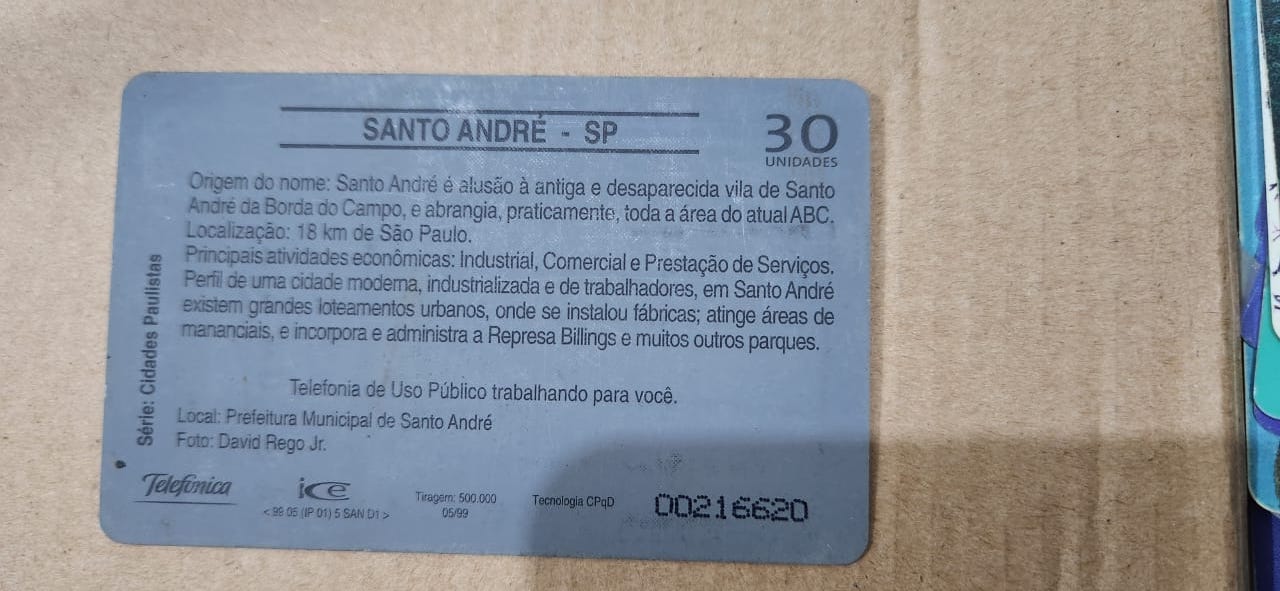 SANTO ANDRÉ - SP
30
UNIDADES
Origem do nome: Santo André é alusão à antiga e desaparecida vila de Santo
André da Borda do Campo, e abrangia, praticamente, toda a área do atual ABC.
Localização: 18 km de São Paulo.
Principais atividades econômicas: Industrial, Comercial e Prestação de Serviços.
Perfil de uma cidade moderna, industrializada e de trabalhadores, em Santo André
existem grandes loteamentos urbanos, onde se instalou fábricas; atinge áreas de
mananciais, e incorpora e administra a Represa Billings e muitos outros parques.
Telefonia de Uso Público trabalhando para você.
Local: Prefeitura Municipal de Santo André
Foto: David Rego Jr.
Série: Cidades Paulistas
Telefónica
ice
< 99 05 (IP 01) 5 SAN D1 >
Tiragem: 500.000
05/99
Tecnologia CPqD
00216620